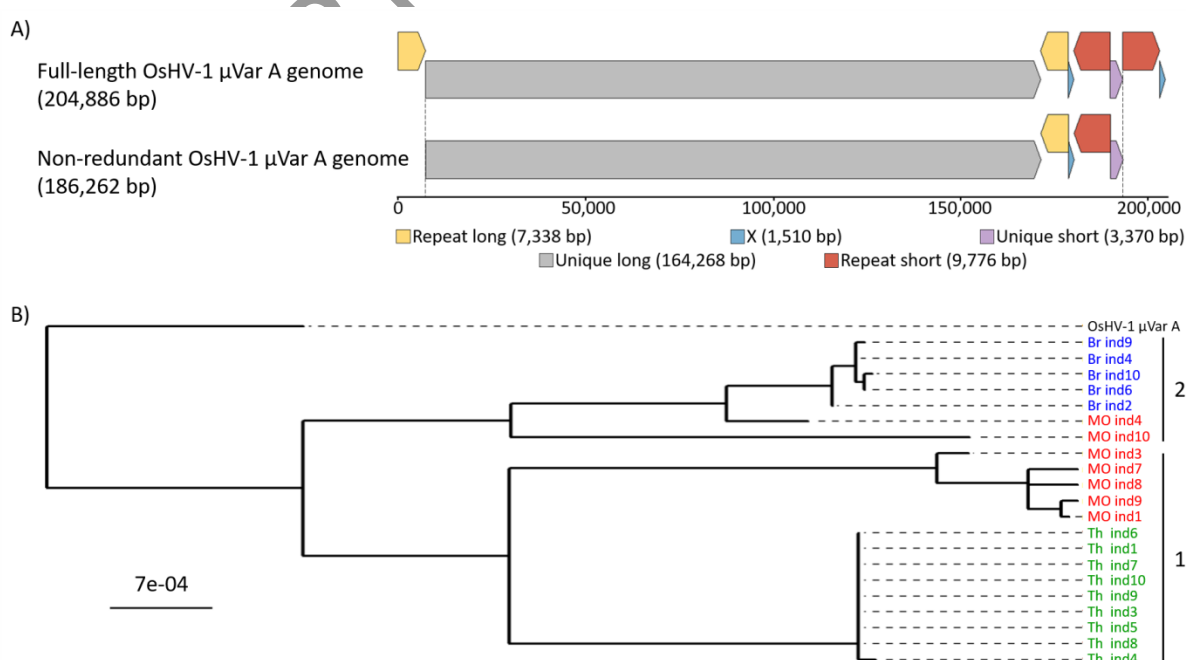 A)
Full-length OsHV-1 µVar A genome
(204,886 bp)
Non-redundant OsHV-1 µVar A genome
(186,262 bp)
0 50,000 100,000 150,000 200,000
Repeat long (7,338 bp) X (1,510 bp) Unique short (3,370 bp)
Unique long (164,268 bp) Repeat short (9,776 bp)
B)
OsHV-1 µVar A
Br ind9
Br ind4
Br ind10
Br ind6
Br ind2
2
MO ind4
MO ind10
MO ind3
MO ind7
MO ind8
MO ind9
MO ind1
Th ind6
Th ind1
1
Th ind7
Th ind10
Th ind9
Th ind3
Th ind5
Th ind8
Th ind4
7e-04